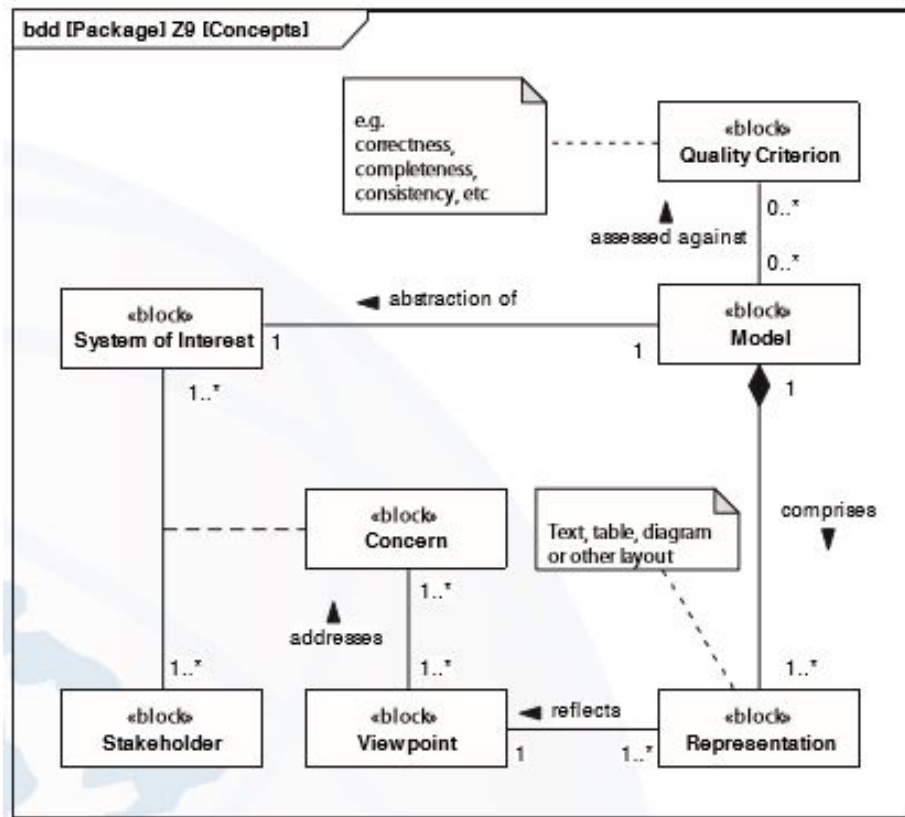 bdd [Package] Z9 [Concepts]
e.g.
correctness,
completeness,
consistency, etc
«block»
Quality Criterion
0..*
assessed against
0..*
abstraction of
«block»
System of Interest
1
1
«block»
Model
1..*
1
«block»
Concern
Text, table, diagram
or other layout
comprises
1..*
addresses
1..*
1..*
1..*
«block»
Stakeholder
«block»
Viewpoint
reflects
1
1..*
«block»
Representation